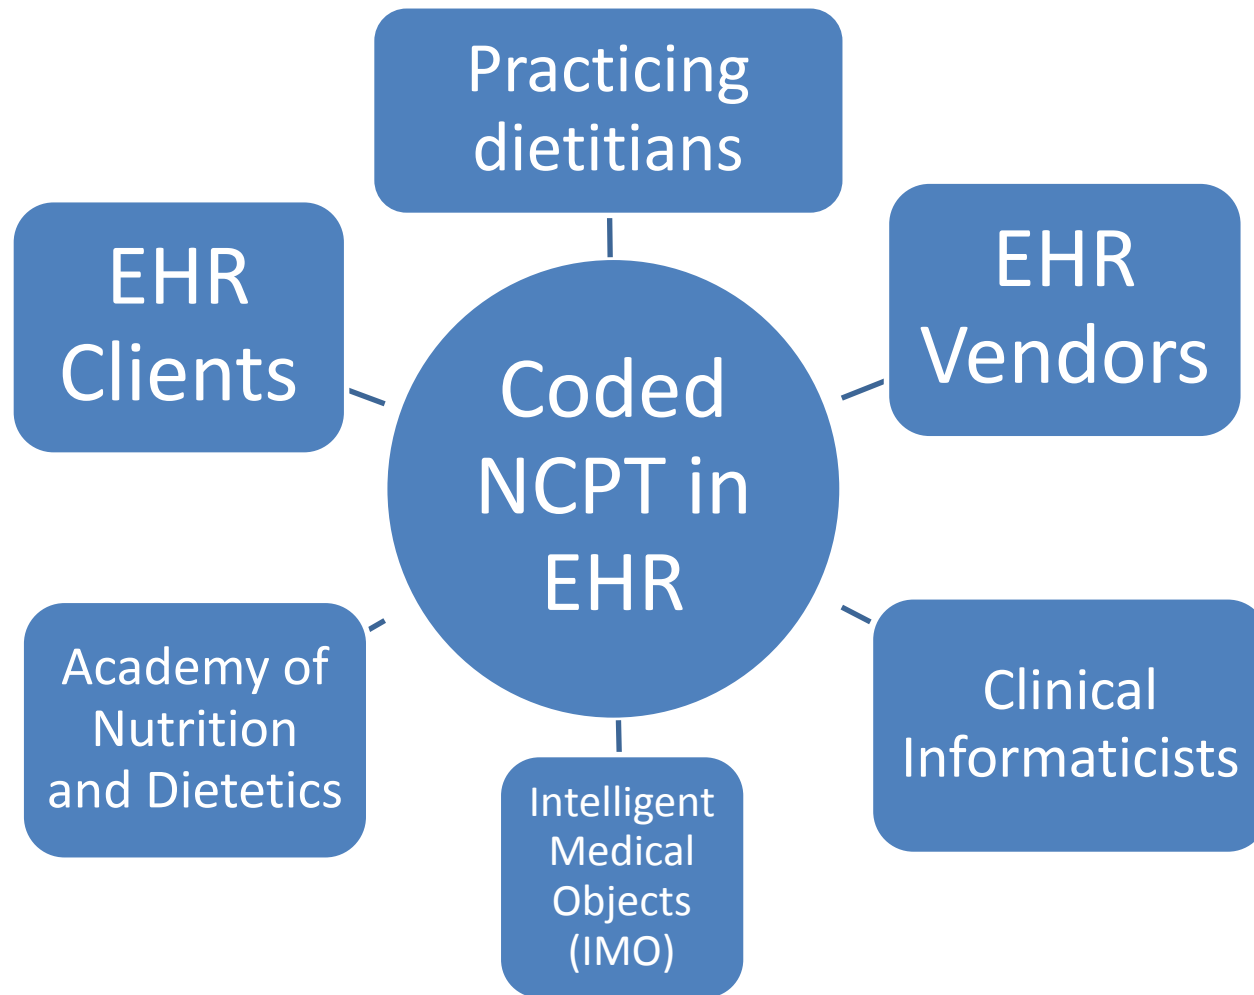 Practicing
dietitians
EHR
Clients
EHR
Vendors
Coded
NCPT in
EHR
Academy of
Nutrition
and Dietetics
Clinical
Informaticists
Intelligent
Medical
Objects
(IMO)